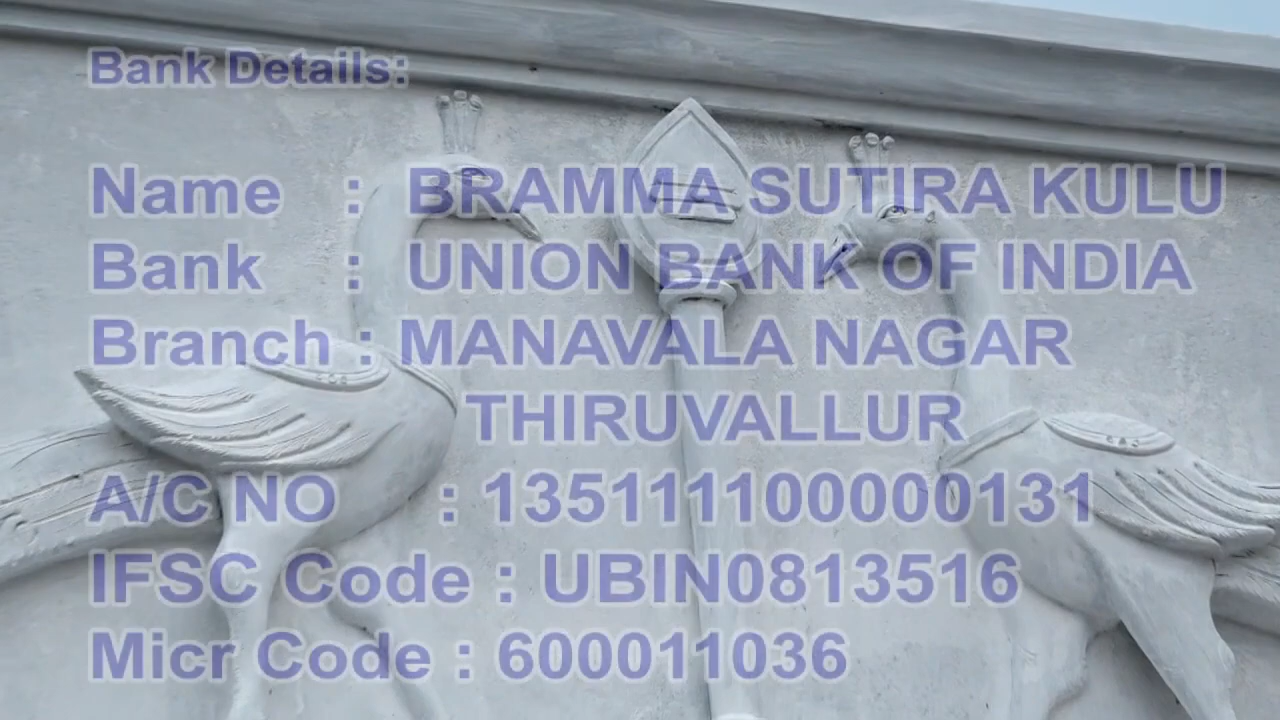 Bank Details:
Name : BRAMMA SUTIRA KULU
Bank : UNION BANK OF INDIA
Branch : MANAVALA NAGAR
THIRUVALLUR
A/C NO : 135111100000131
IFSC Code : UBIN0813516
Micr Code : 600011036